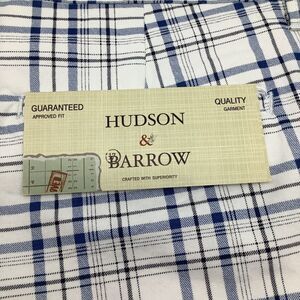 GUARANTEED
APPROVED FIT
QUALITY
GARMENT
HUDSON
&
BARROW
CRAFTED WITH SUPERIORITY